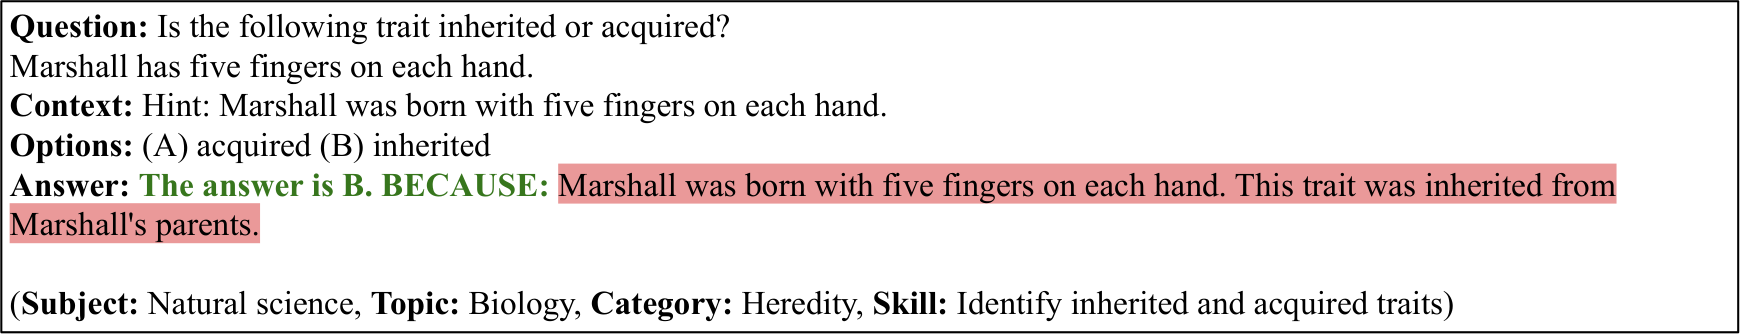 Question: Is the following trait inherited or acquired?
Marshall has five fingers on each hand.
Context: Hint: Marshall was born with five fingers on each hand.
Options: (A) acquired (B) inherited
Answer: The answer is B. BECAUSE: Marshall was born with five fingers on each hand. This trait was inherited from
Marshall's parents.
(Subject: Natural science, Topic: Biology, Category: Heredity, Skill: Identify inherited and acquired traits)